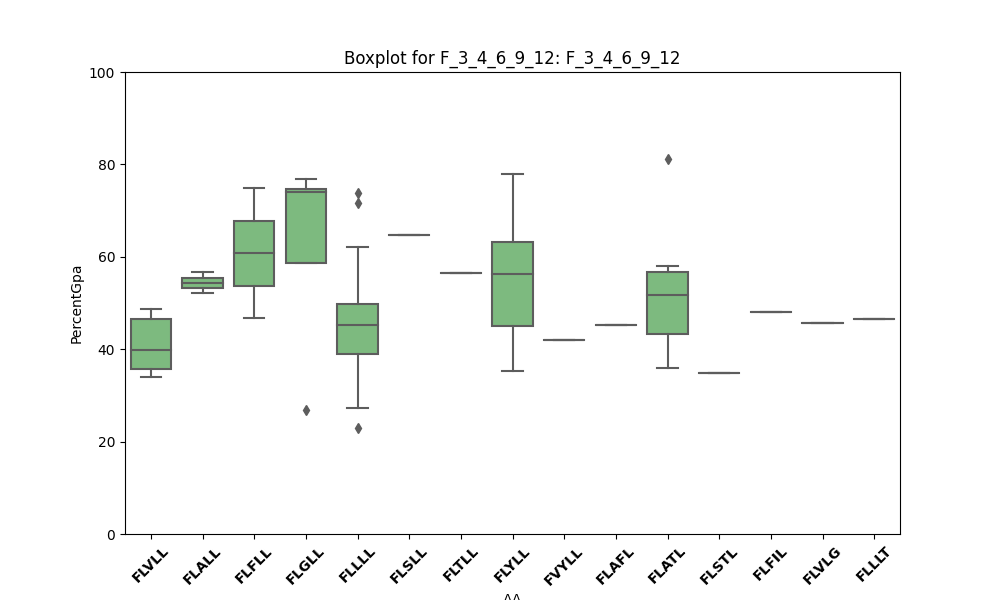 Boxplot for F_3_4_6_9_12: F_3_4_6_9_12
100
80
60
40
20
0
PercentGpa
FLVLL FLALL FLFLL FLGLL FLLLL FLSLL FLTLL FLYLL FVYLL FLAFL FLATL FLSTL FLFIL FLVLG FLLLT
AA